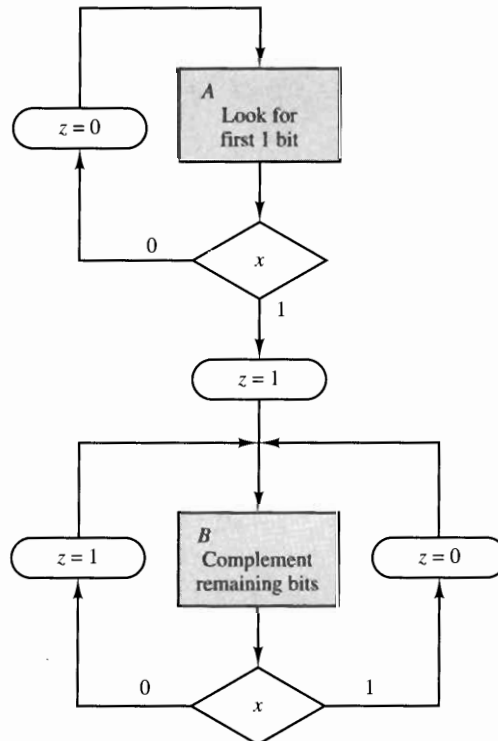 A
Look for
first 1 bit
z = 0
0
x
1
z = 1
B
Complement
remaining bits
z = 1
z = 0
0
x
1